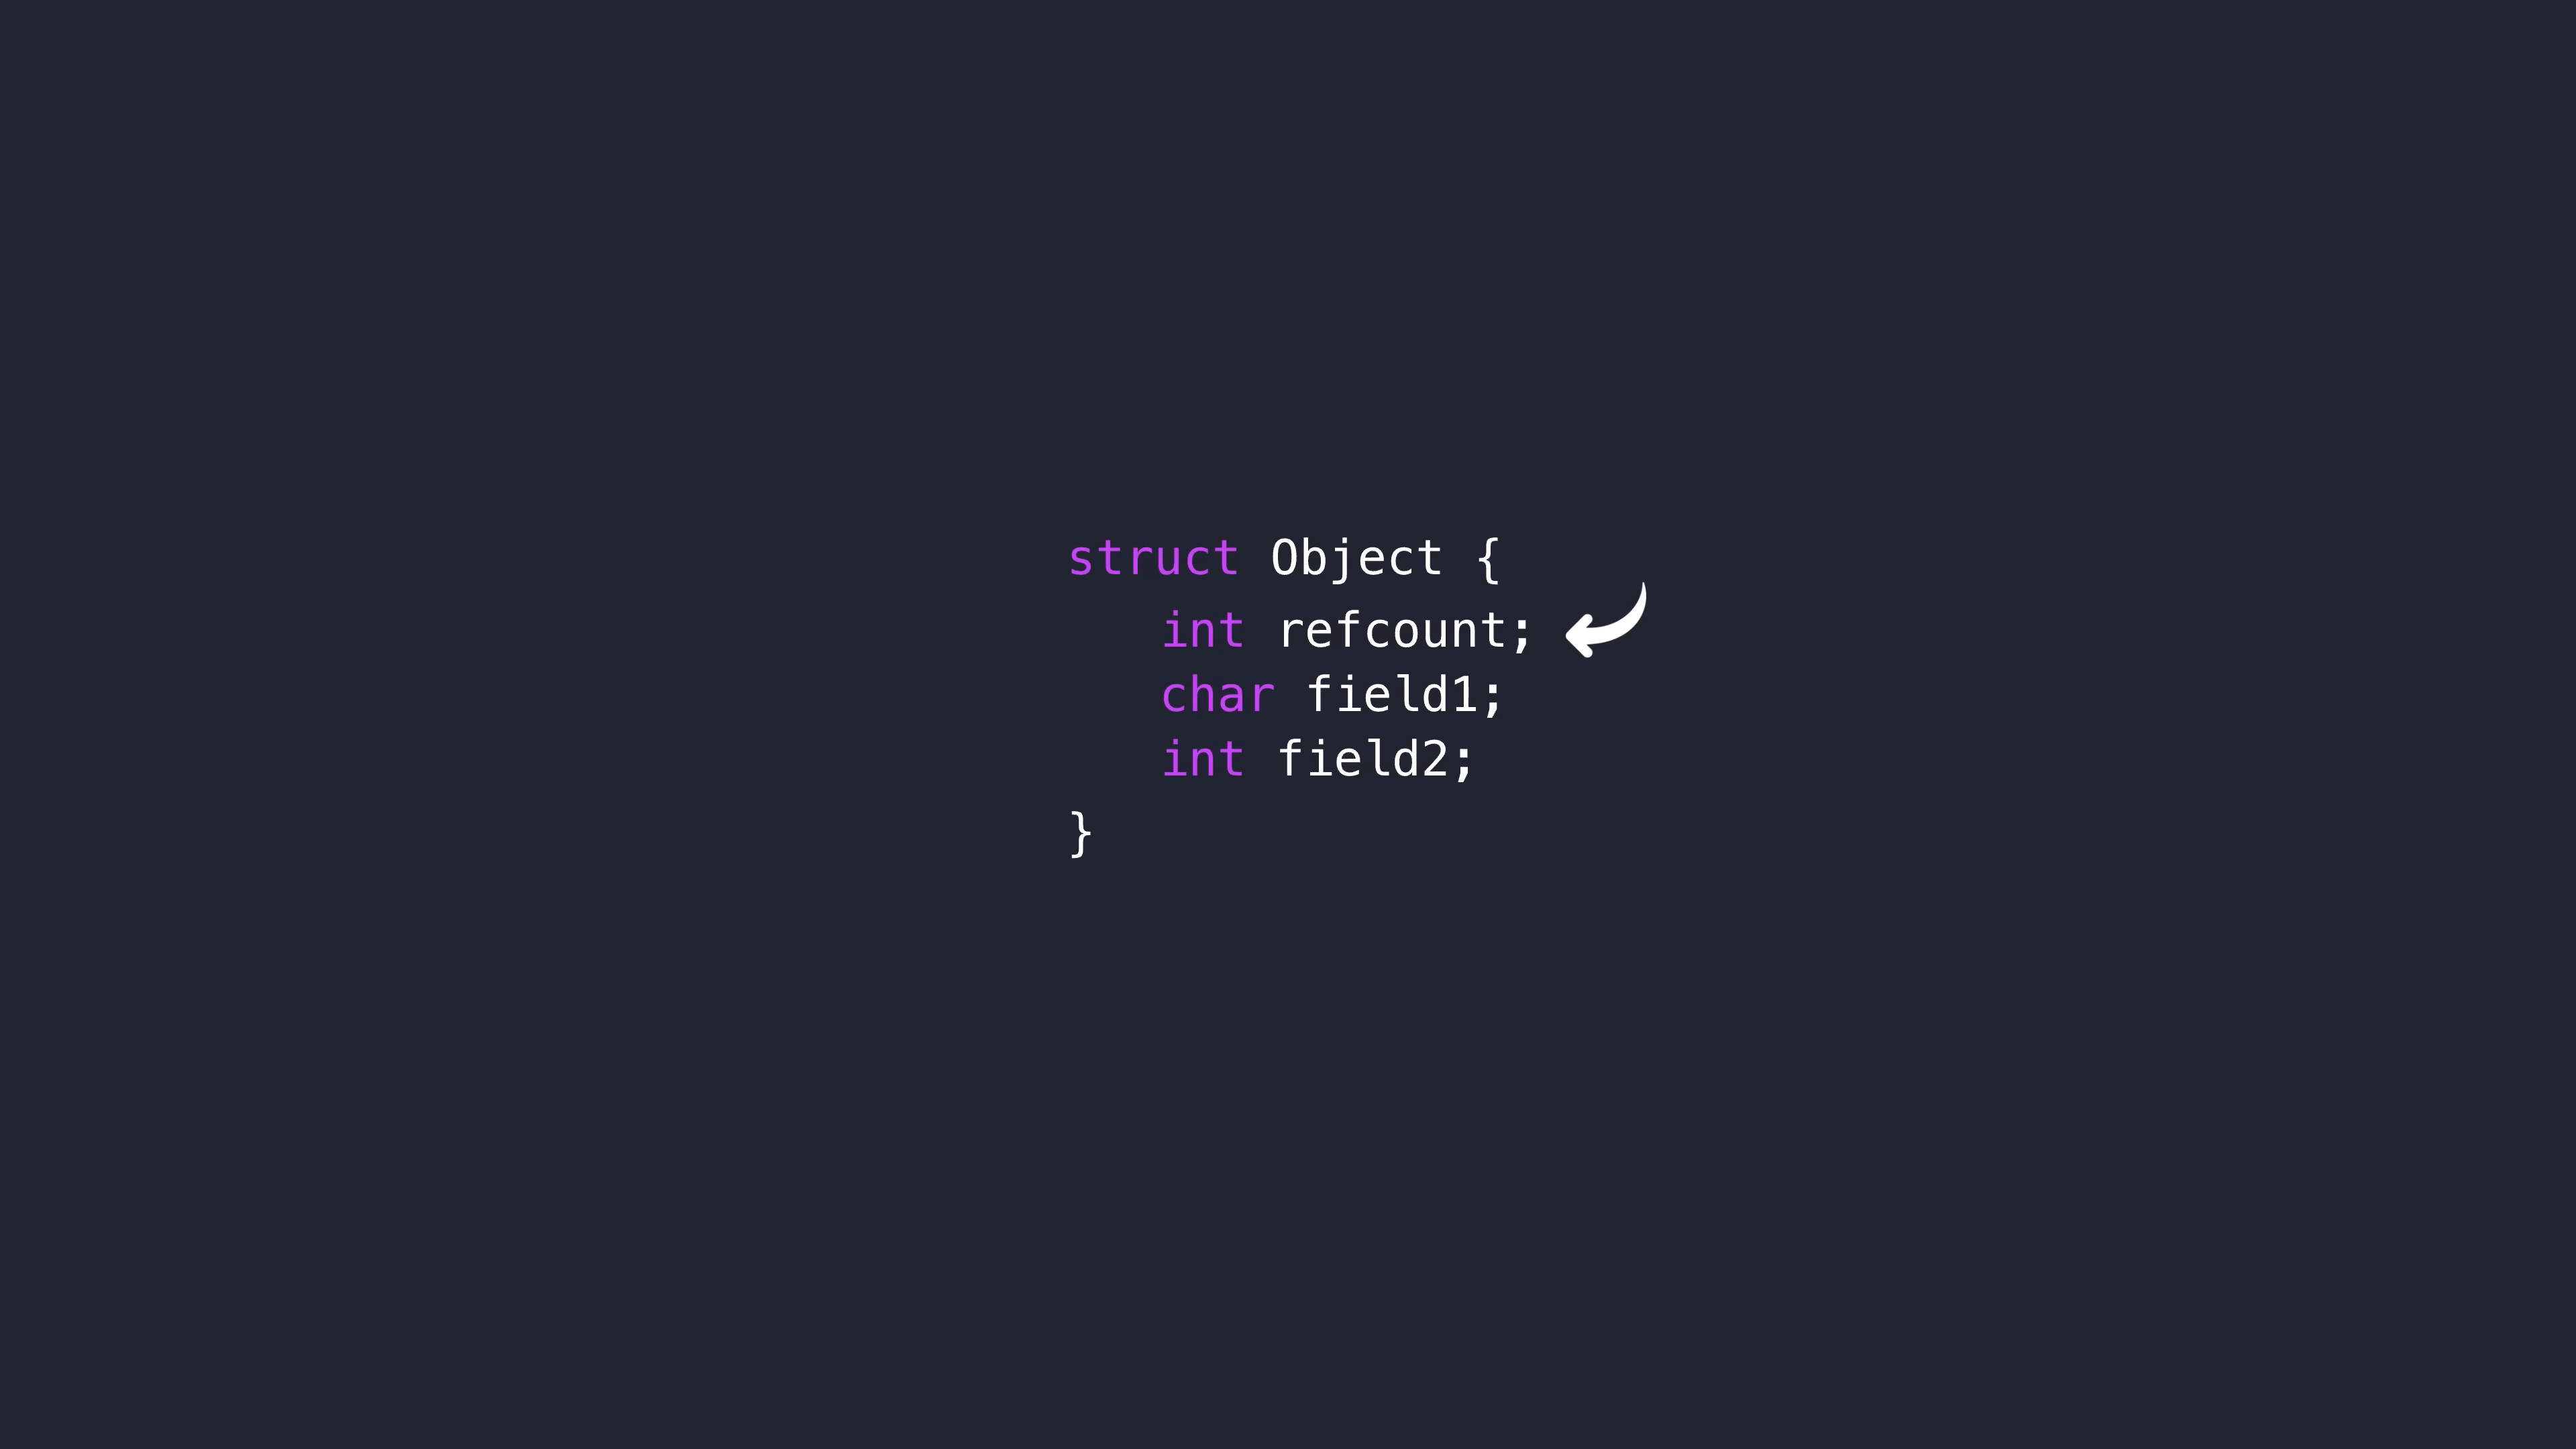 struct Object {
int refcount;
char field1;
int field2;
}